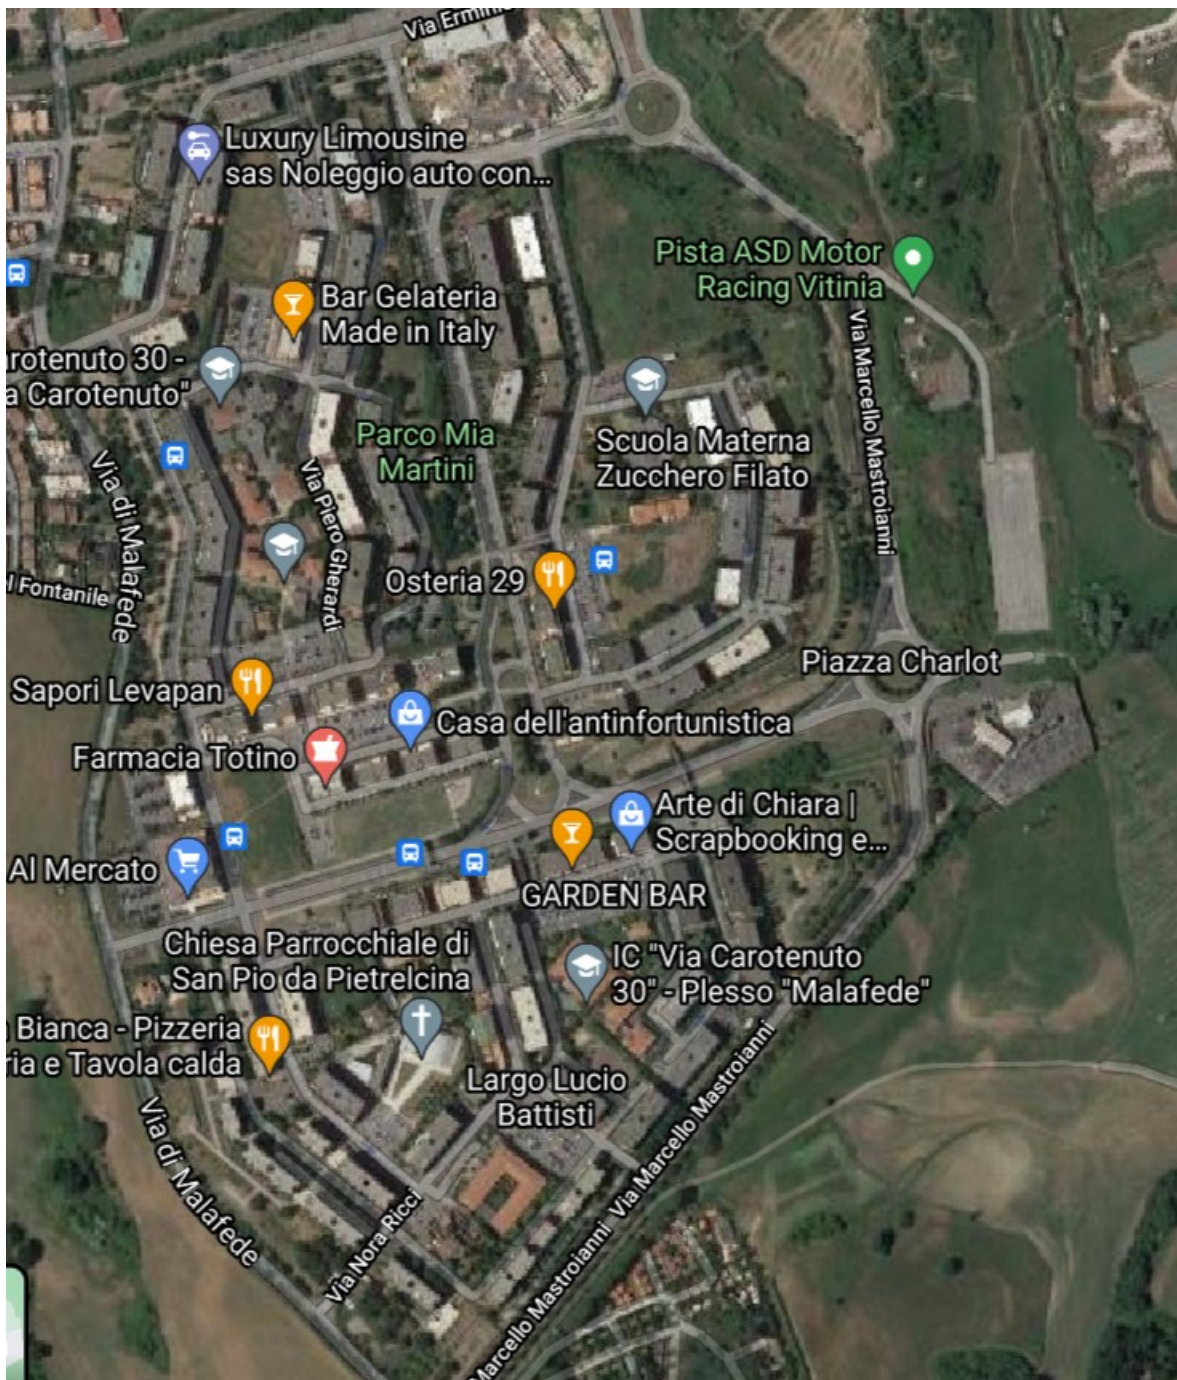 Via Erminio
Luxury Limousine
sas Noleggio auto con...
Pista ASD Motor
Racing Vitinia
Bar Gelateria
Made in Italy
Via Marcello Mastroianni
arotenuto 30 -
a Carotenuto"
Parco Mia
Martini
Scuola Materna
Zucchero Filato
Via di Malafede
Via Piero Gherardi
l Fontanile
Osteria 29
Sapori Levapan
Piazza Charlot
Casa dell'antinfortunistica
Farmacia Totino
Arte di Chiara |
Scrapbooking e...
Al Mercato
GARDEN BAR
Chiesa Parrocchiale di
San Pio da Pietrelcina
IC "Via Carotenuto
30" - Plesso "Malafede"
Bianca - Pizzeria
ria e Tavola calda
Largo Lucio
Battisti
Via Marcello Mastroianni
Via di Malafede
Via Nora Ricci
Marcello Mastroianni